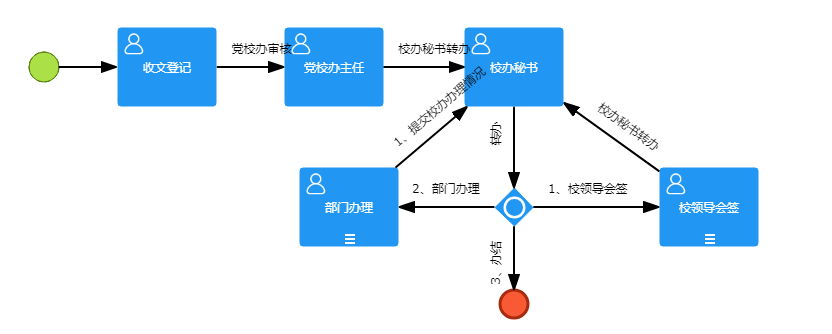 收文登记
党校办审核
党校办主任
校办秘书转办
校办秘书
1、提交校办办理情况
转办
校办秘书转办
部门办理
2、部门办理
1、校领导会签
校领导会签
3、办结